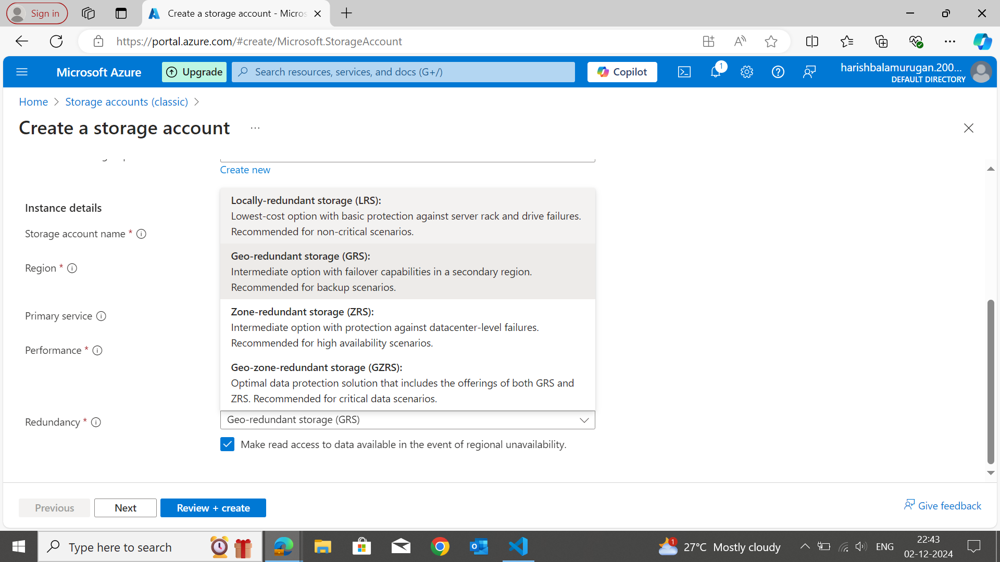 Sign in
Create a storage account - Micros
https://portal.azure.com/#create/Microsoft.StorageAccount
Microsoft Azure
Upgrade
Search resources, services, and docs (G+/)
Copilot
1
harishbalamurugan.200...
DEFAULT DIRECTORY
Home
Storage accounts (classic)
Create a storage account
...
Create new
Instance details
Storage account name *
Region *
Primary service
Performance *
Redundancy *
Locally-redundant storage (LRS):
Lowest-cost option with basic protection against server rack and drive failures.
Recommended for non-critical scenarios.
Geo-redundant storage (GRS):
Intermediate option with failover capabilities in a secondary region.
Recommended for backup scenarios.
Zone-redundant storage (ZRS):
Intermediate option with protection against datacenter-level failures.
Recommended for high availability scenarios.
Geo-zone-redundant storage (GZRS):
Optimal data protection solution that includes the offerings of both GRS and
ZRS. Recommended for critical data scenarios.
Geo-redundant storage (GRS)
Make read access to data available in the event of regional unavailability.
Previous
Next
Review + create
Give feedback
Type here to search
1
27°C Mostly cloudy
ENG
22:43
02-12-2024